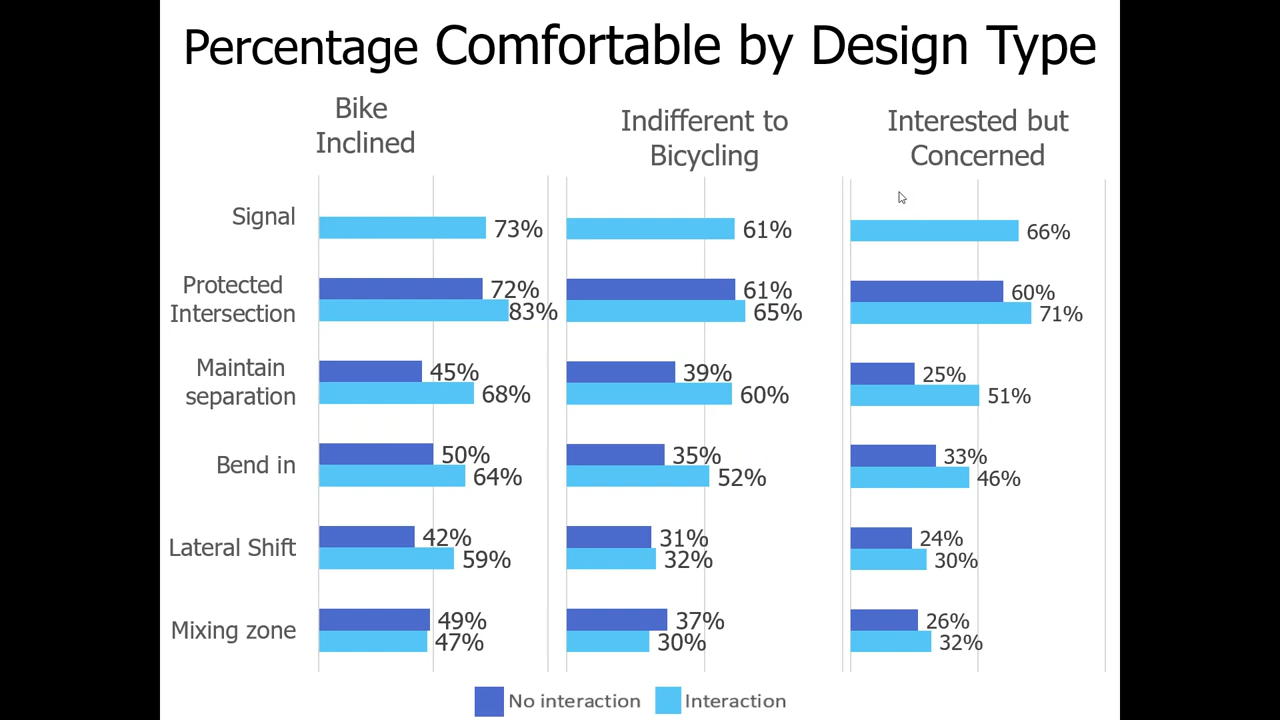 Percentage Comfortable by Design Type
Bike
Inclined
Indifferent to
Bicycling
Interested but
Concerned
Signal
73%
61%
66%
Protected
Intersection
72%
83%
61%
65%
60%
71%
Maintain
separation
45%
68%
39%
60%
25%
51%
Bend in
50%
64%
35%
52%
33%
46%
Lateral Shift
42%
59%
31%
32%
24%
30%
Mixing zone
49%
47%
37%
30%
26%
32%
No interaction
Interaction